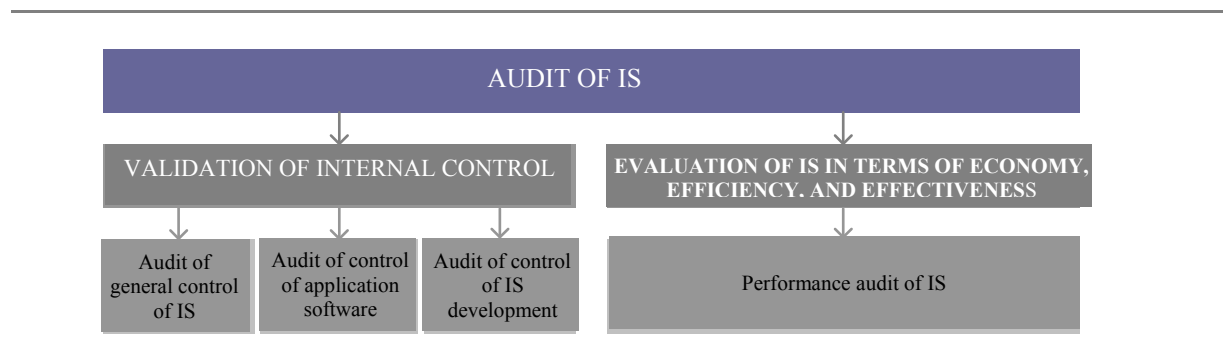 AUDIT OF IS
VALIDATION OF INTERNAL CONTROL
EVALUATION OF IS IN TERMS OF ECONOMY,
EFFICIENCY. AND EFFECTIVENESS
Audit of
general control
of IS
Audit of control
of application
software
Audit of control
of IS
development
Performance audit of IS